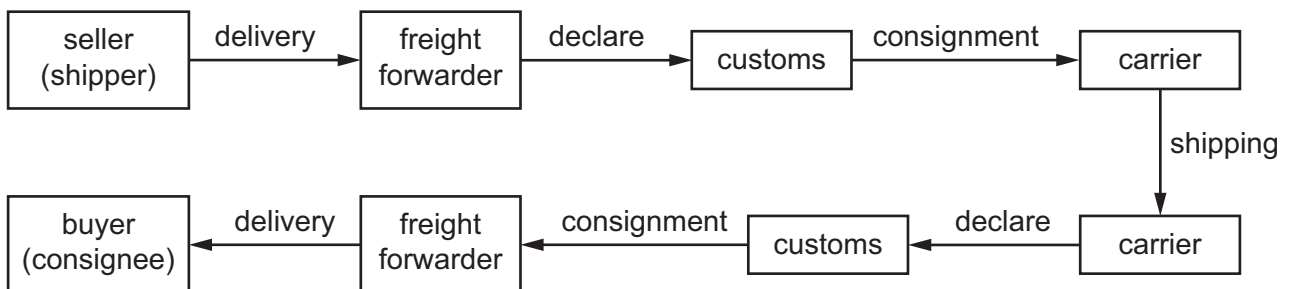 seller
(shipper)
delivery
freight
forwarder
declare
customs
consignment
carrier
shipping
buyer
(consignee)
delivery
freight
forwarder
consignment
customs
declare
carrier